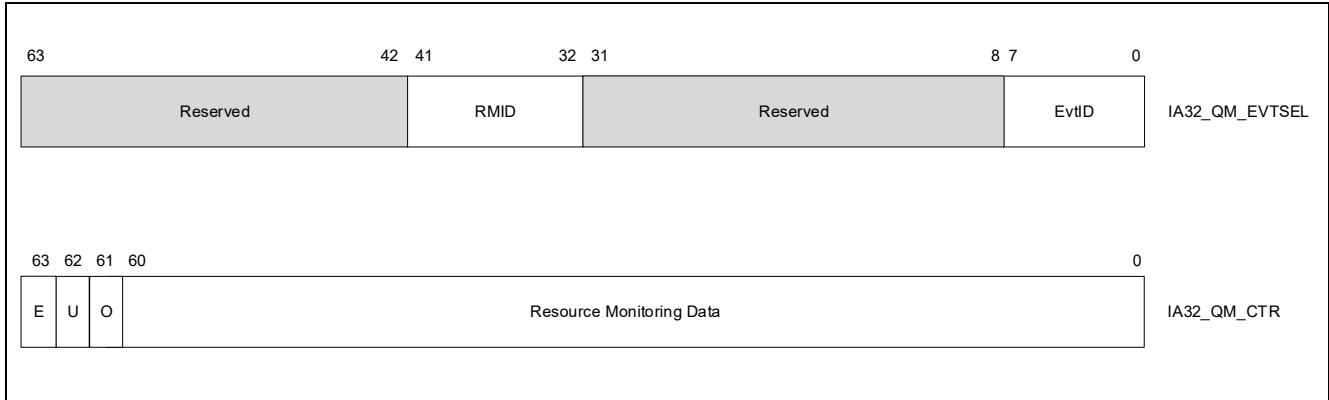 63 42 41 32 31 8 7 0
Reserved RMID Reserved EvtID IA32_QM_EVTSEL
63 62 61 60 0
E U O Resource Monitoring Data IA32_QM_CTR